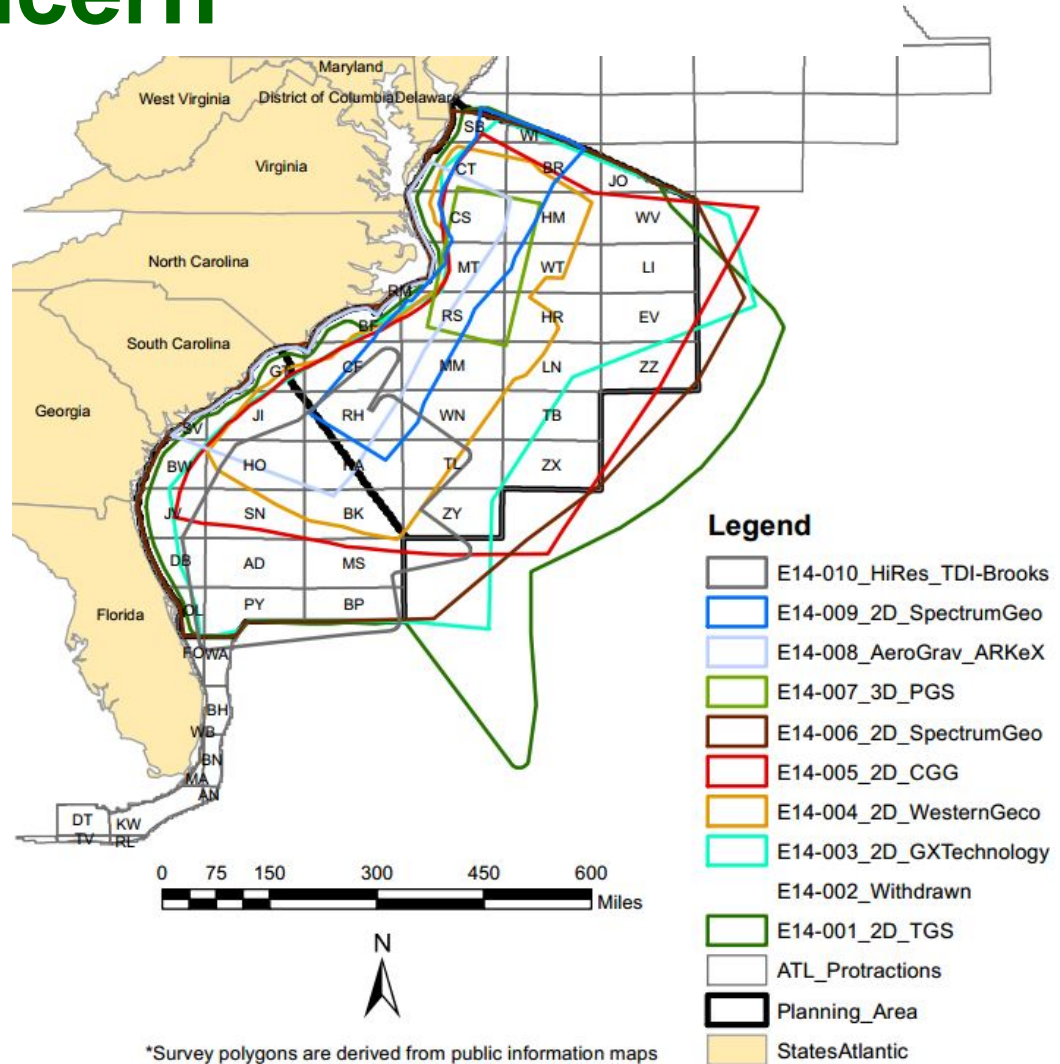 ncern
Maryland
West Virginia District of Columbia Delaware
SB WI
Virginia CT BR JO
CS HM WV
North Carolina MT WT LI
RM
RS HR EV
BF
South Carolina
GT CF MM LN ZZ
Georgia JI RH WN TB
SV
BW HO TL ZX
JV SN BK ZY
DB AD MS
Florida OL PY BP
FO WA
BH
WB
BN
MA
AN
DT KW
TV RL
0 75 150 300 450 600
Miles
N
*Survey polygons are derived from public information maps
Legend
E14-010_HiRes_TDI-Brooks
E14-009_2D_SpectrumGeo
E14-008_AeroGrav_ARKeX
E14-007_3D_PGS
E14-006_2D_SpectrumGeo
E14-005_2D_CGG
E14-004_2D_WesternGeco
E14-003_2D_GXTechnology
E14-002_Withdrawn
E14-001_2D_TGS
ATL_Protractions
Planning_Area
StatesAtlantic